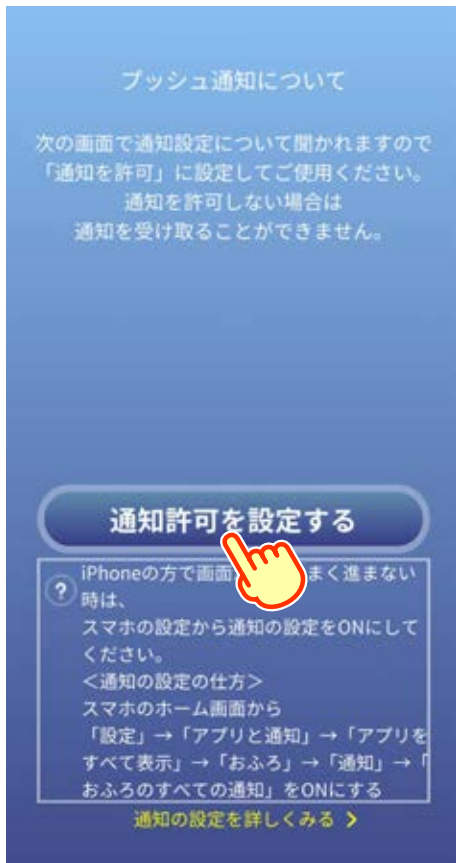 プッシュ通知について
次の画面で通知設定について聞かれますので
「通知を許可」に設定してご使用ください。
通知を許可しない場合は
通知を受け取ることができません。
通知許可を設定する
? iPhoneの方で画面 まく進まない
時は、
スマホの設定から通知の設定をONにして
ください。
<通知の設定の仕方>
スマホのホーム画面から
「設定」→「アプリと通知」→「アプリを
すべて表示」→「おふろ」→「通知」→「
おふろのすべての通知」をONにする
通知の設定を詳しくみる >